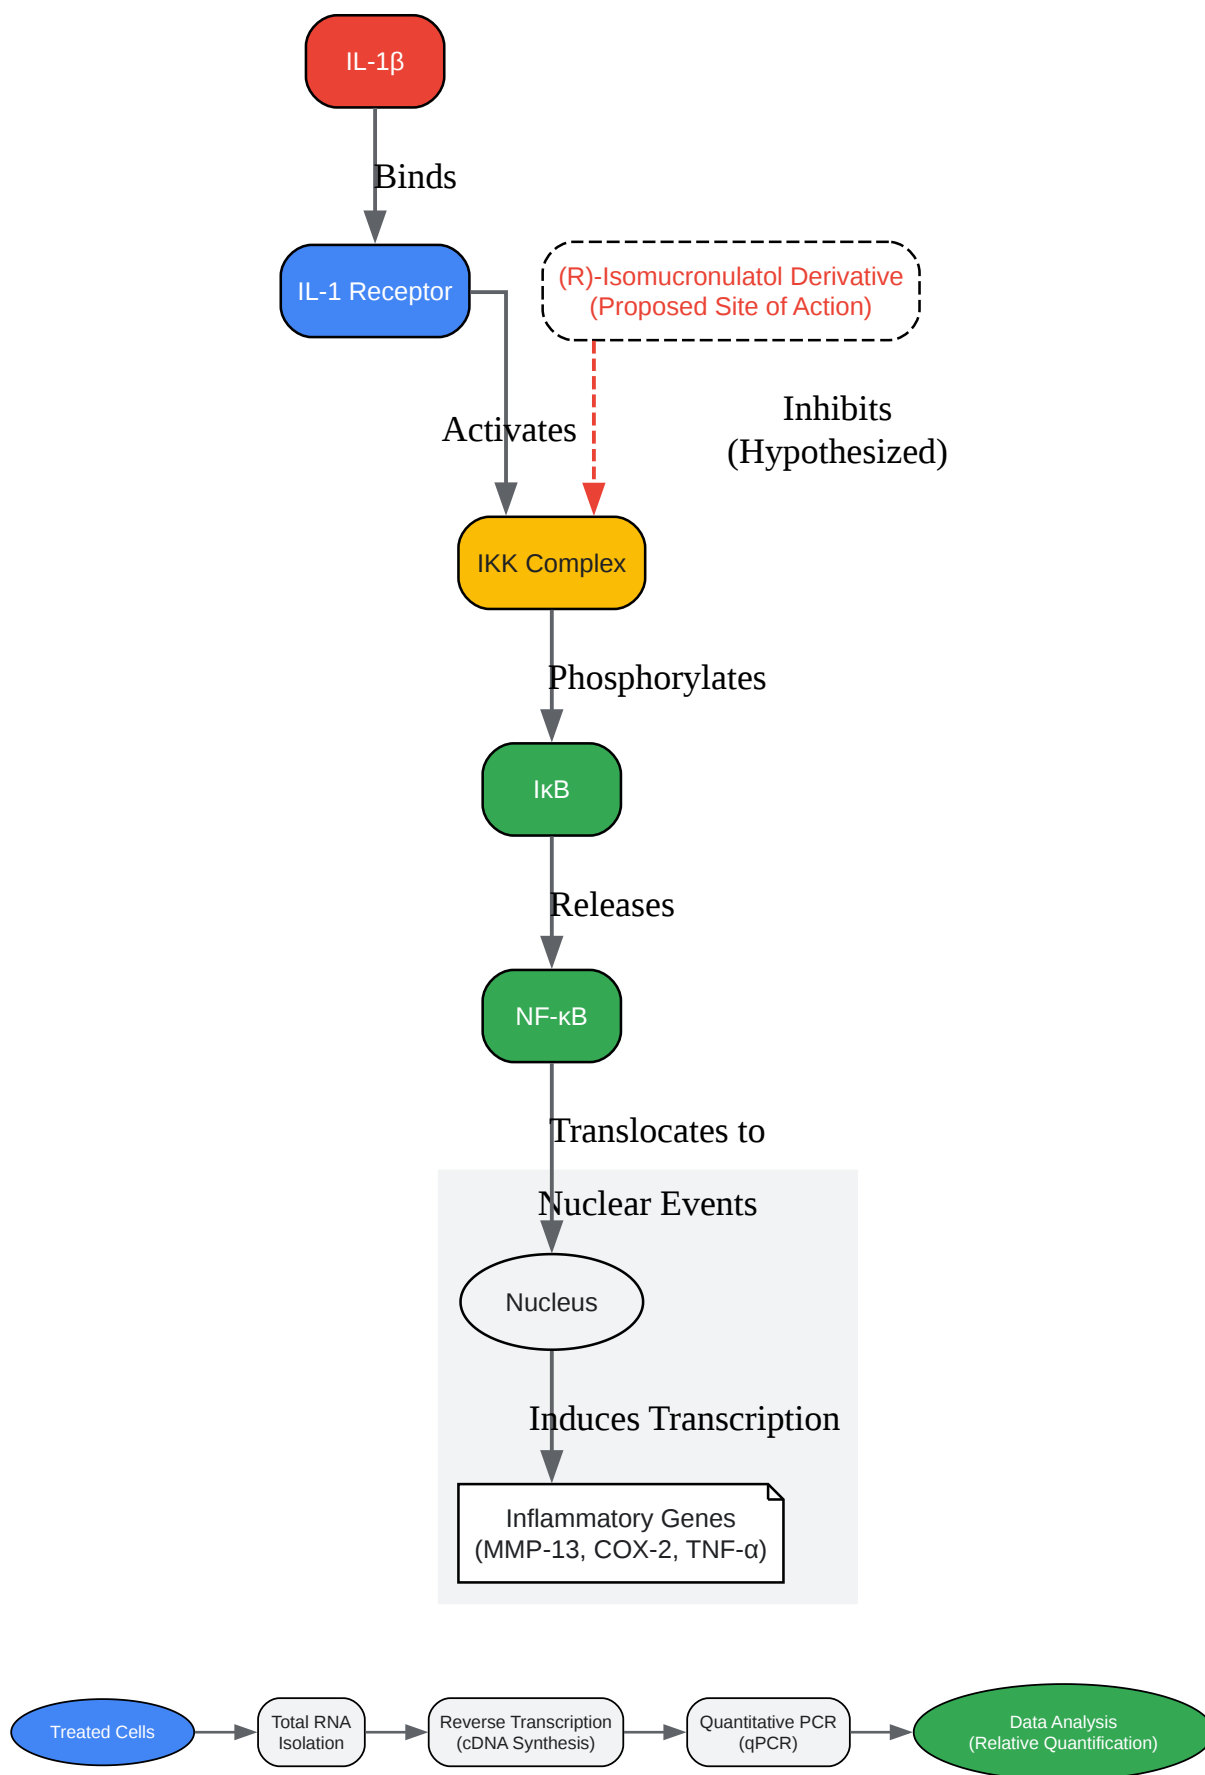 IL-1β
Binds
IL-1 Receptor
(R)-Isomucronulatol Derivative
(Proposed Site of Action)
Activates
Inhibits
(Hypothesized)
IKK Complex
Phosphorylates
IκB
Releases
NF-κB
Translocates to
Nuclear Events
Nucleus
Induces Transcription
Inflammatory Genes
(MMP-13, COX-2, TNF-α)
Treated Cells
Total RNA
Isolation
Reverse Transcription
(cDNA Synthesis)
Quantitative PCR
(qPCR)
Data Analysis
(Relative Quantification)